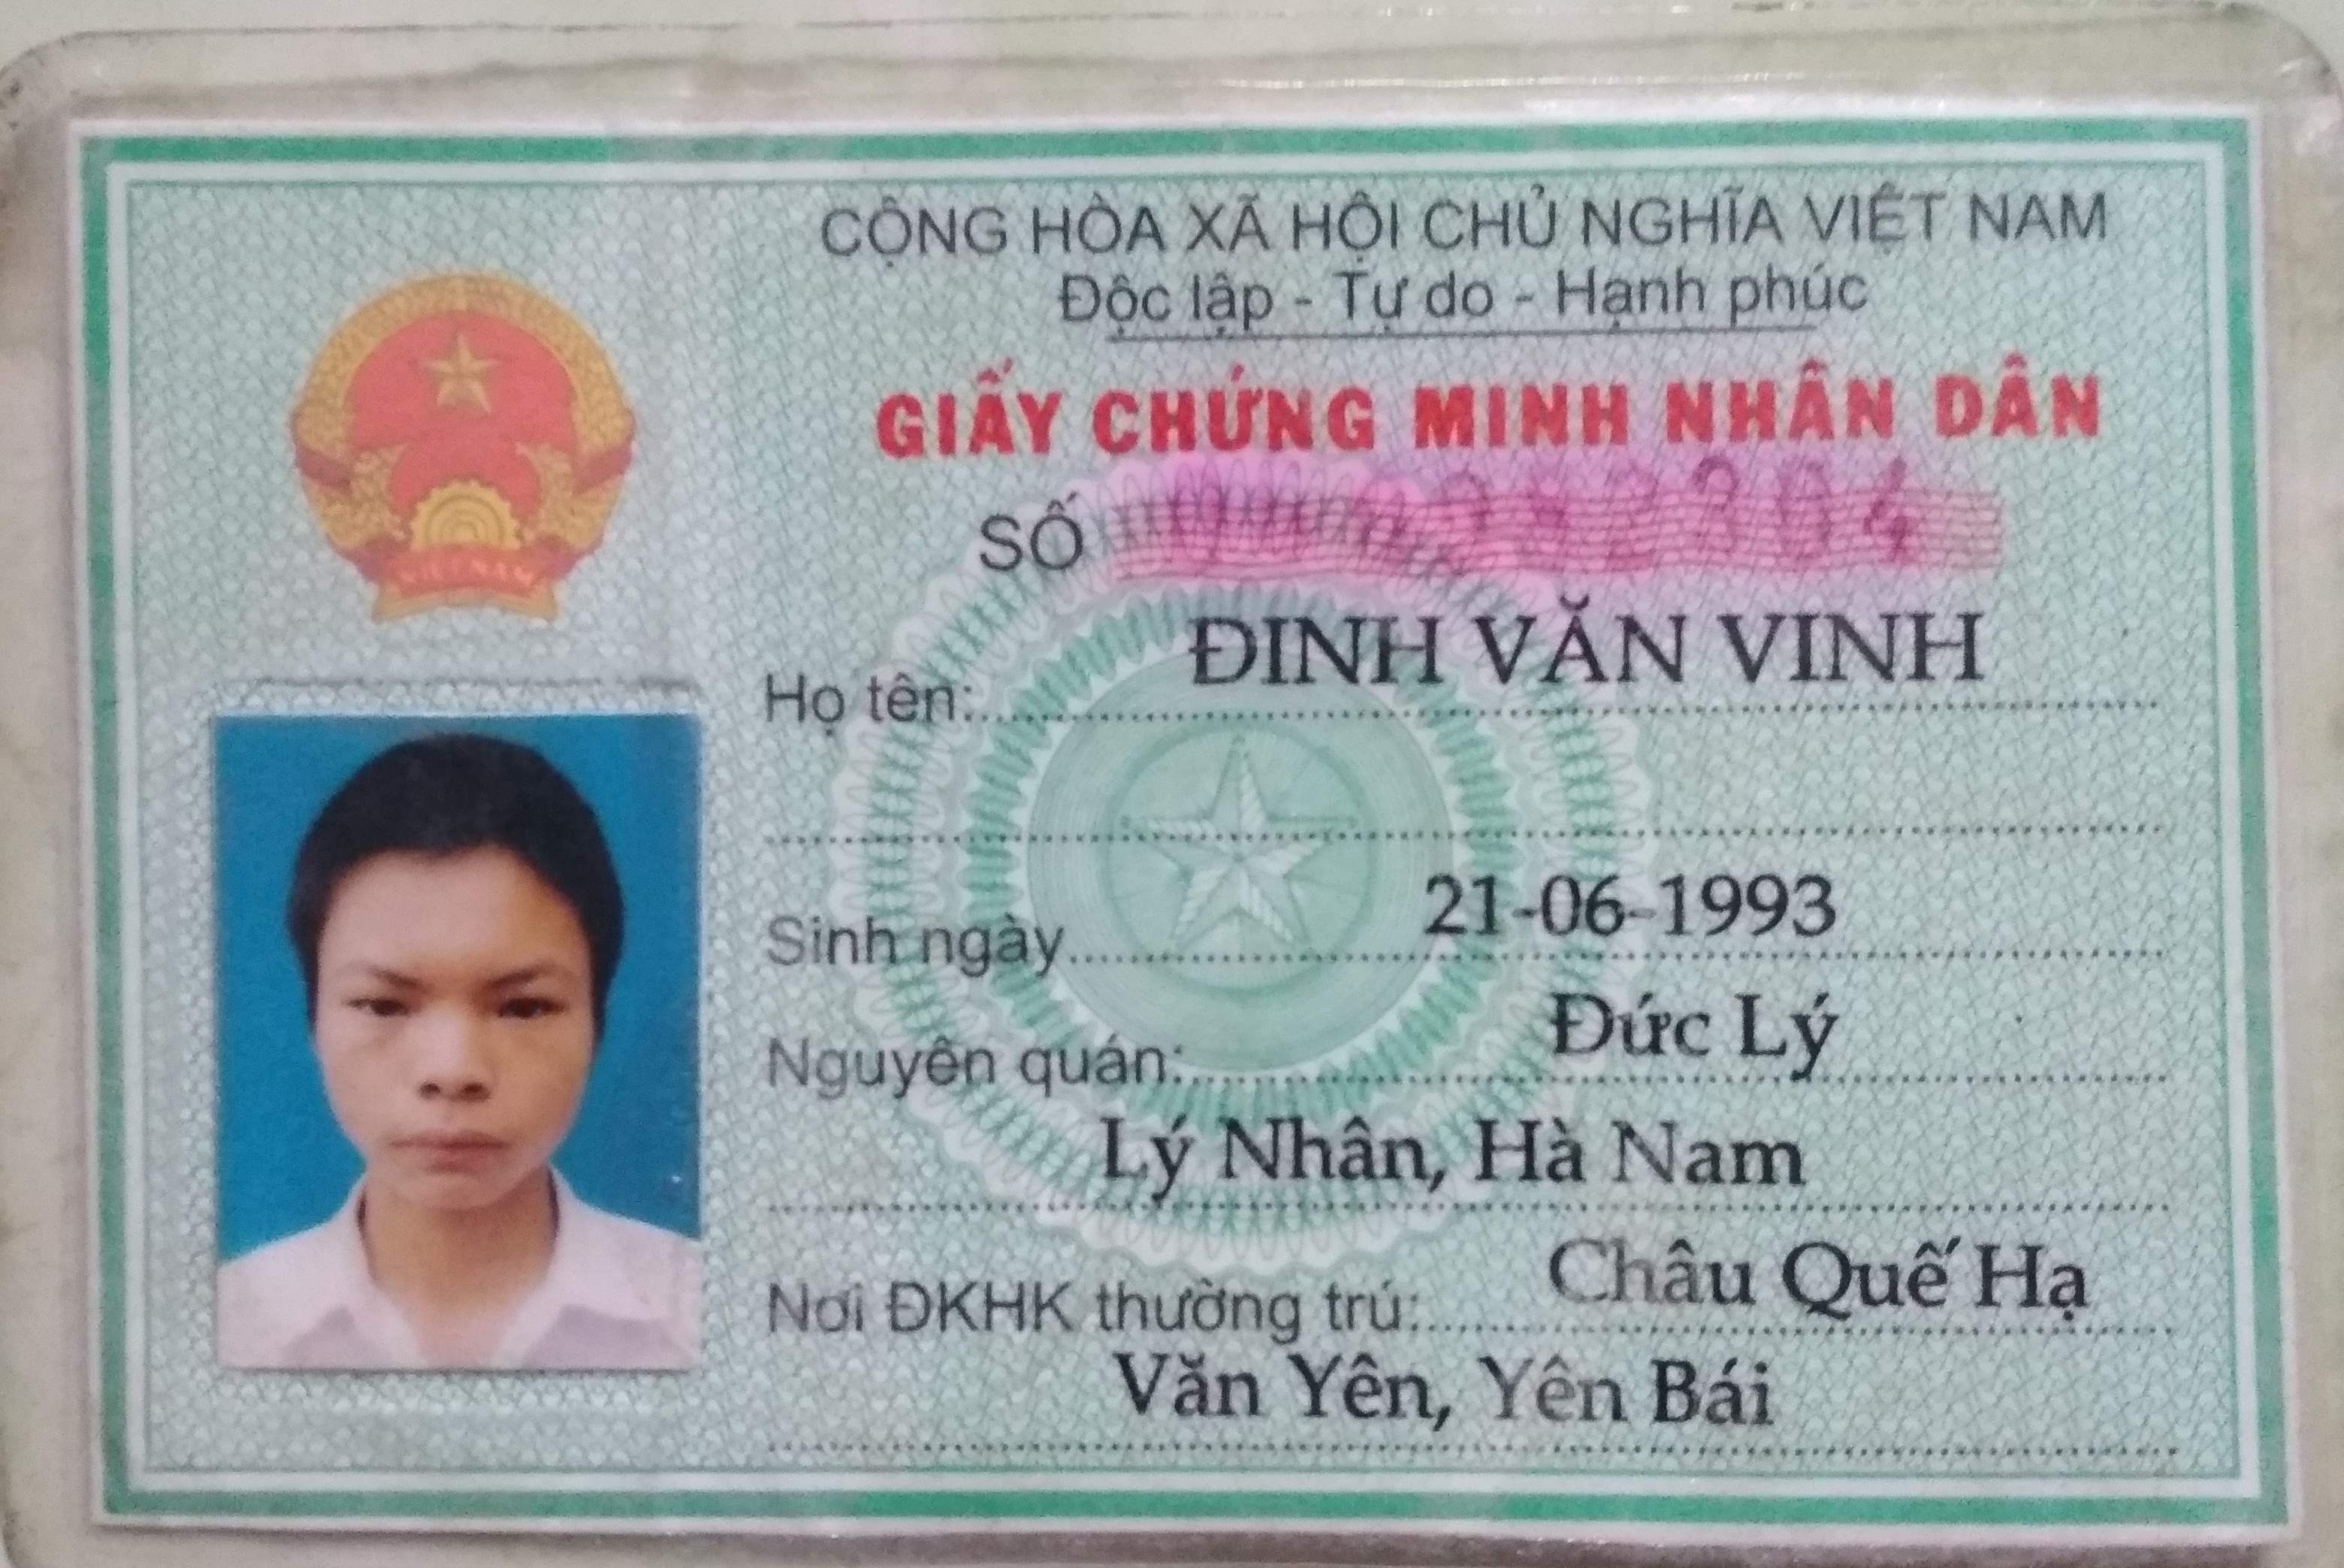 CỘNG HÒA XÃ HỘI CHỦ NGHĨA VIỆT NAM
Độc lập - Tự do - Hạnh phúc
GIẤY CHỨNG MINH NHÂN DÂN
SỐ
VIỆT NAM
Họ tên: ĐINH VĂN VINH
Sinh ngày 21-06-1993
Nguyên quán: Đức Lý
Lý Nhân, Hà Nam
Nơi ĐKHK thường trú: Châu Quế Hạ
Văn Yên, Yên Bái